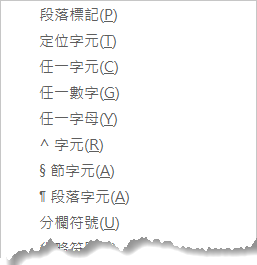 段落標記(P)
定位字元(T)
任一字元(C)
任一數字(G)
任一字母(Y)
^ 字元(R)
§ 節字元(A)
¶ 段落字元(A)
分欄符號(U)